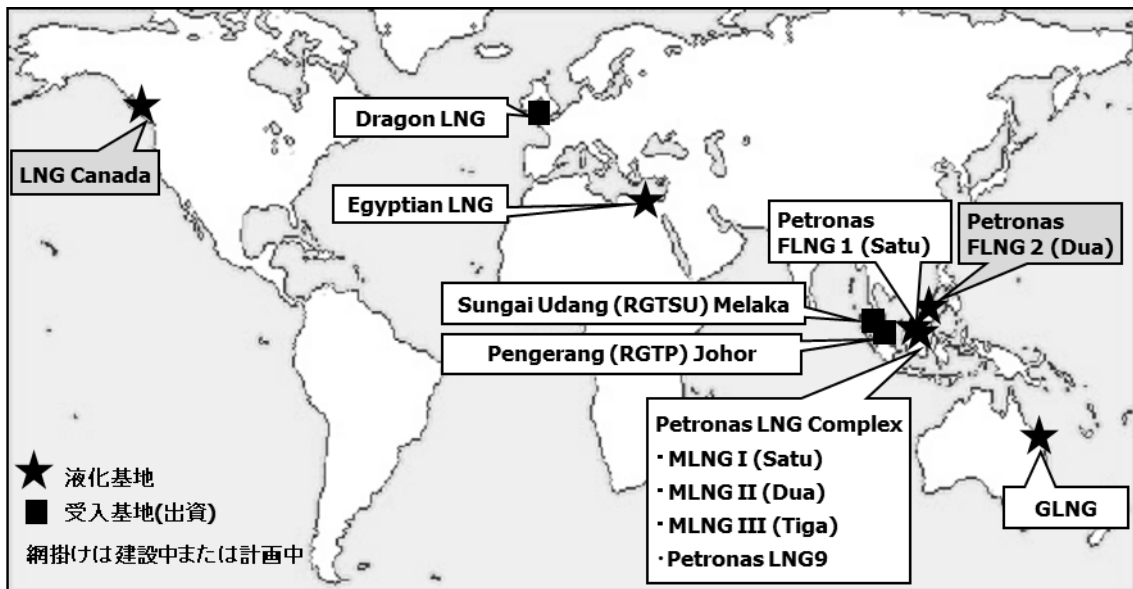 Dragon LNG
LNG Canada
Egyptian LNG
Petronas
FLNG 1 (Satu)
Petronas
FLNG 2 (Dua)
Sungai Udang (RGTSU) Melaka
Pengerang (RGTP) Johor
Petronas LNG Complex
・MLNG I (Satu)
・MLNG II (Dua)
・MLNG III (Tiga)
・Petronas LNG9
GLNG
液化基地
受入基地(出資)
網掛けは建設中または計画中